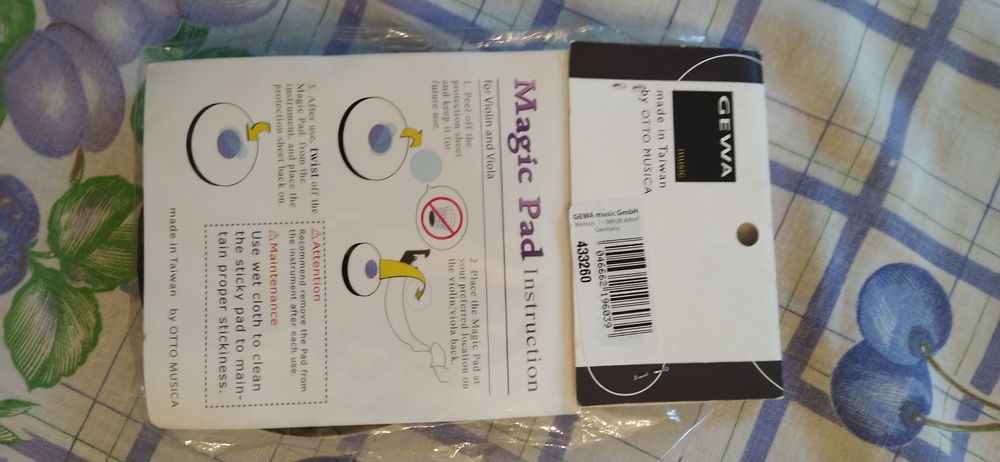 GEWA
music
made in Taiwan
by OTTO MUSICA
GEWA music GmbH
Germany
046662 196039
433260
Magic Pad Instruction
for Violin and Viola
1. Peel off the
protection sheet
and keep it for
future use.
2. Place the Magic Pad at
your preferred location on
the violin/viola back.
3. After use, twist off the
Magic Pad from the
instrument, and place the
protection sheet back on.
⚠Attention
Recommend remove the Pad from
the instrument after each use.
⚠Maintenance
Use wet cloth to clean
the sticky pad to main-
tain proper stickiness.
made in Taiwan by OTTO MUSICA